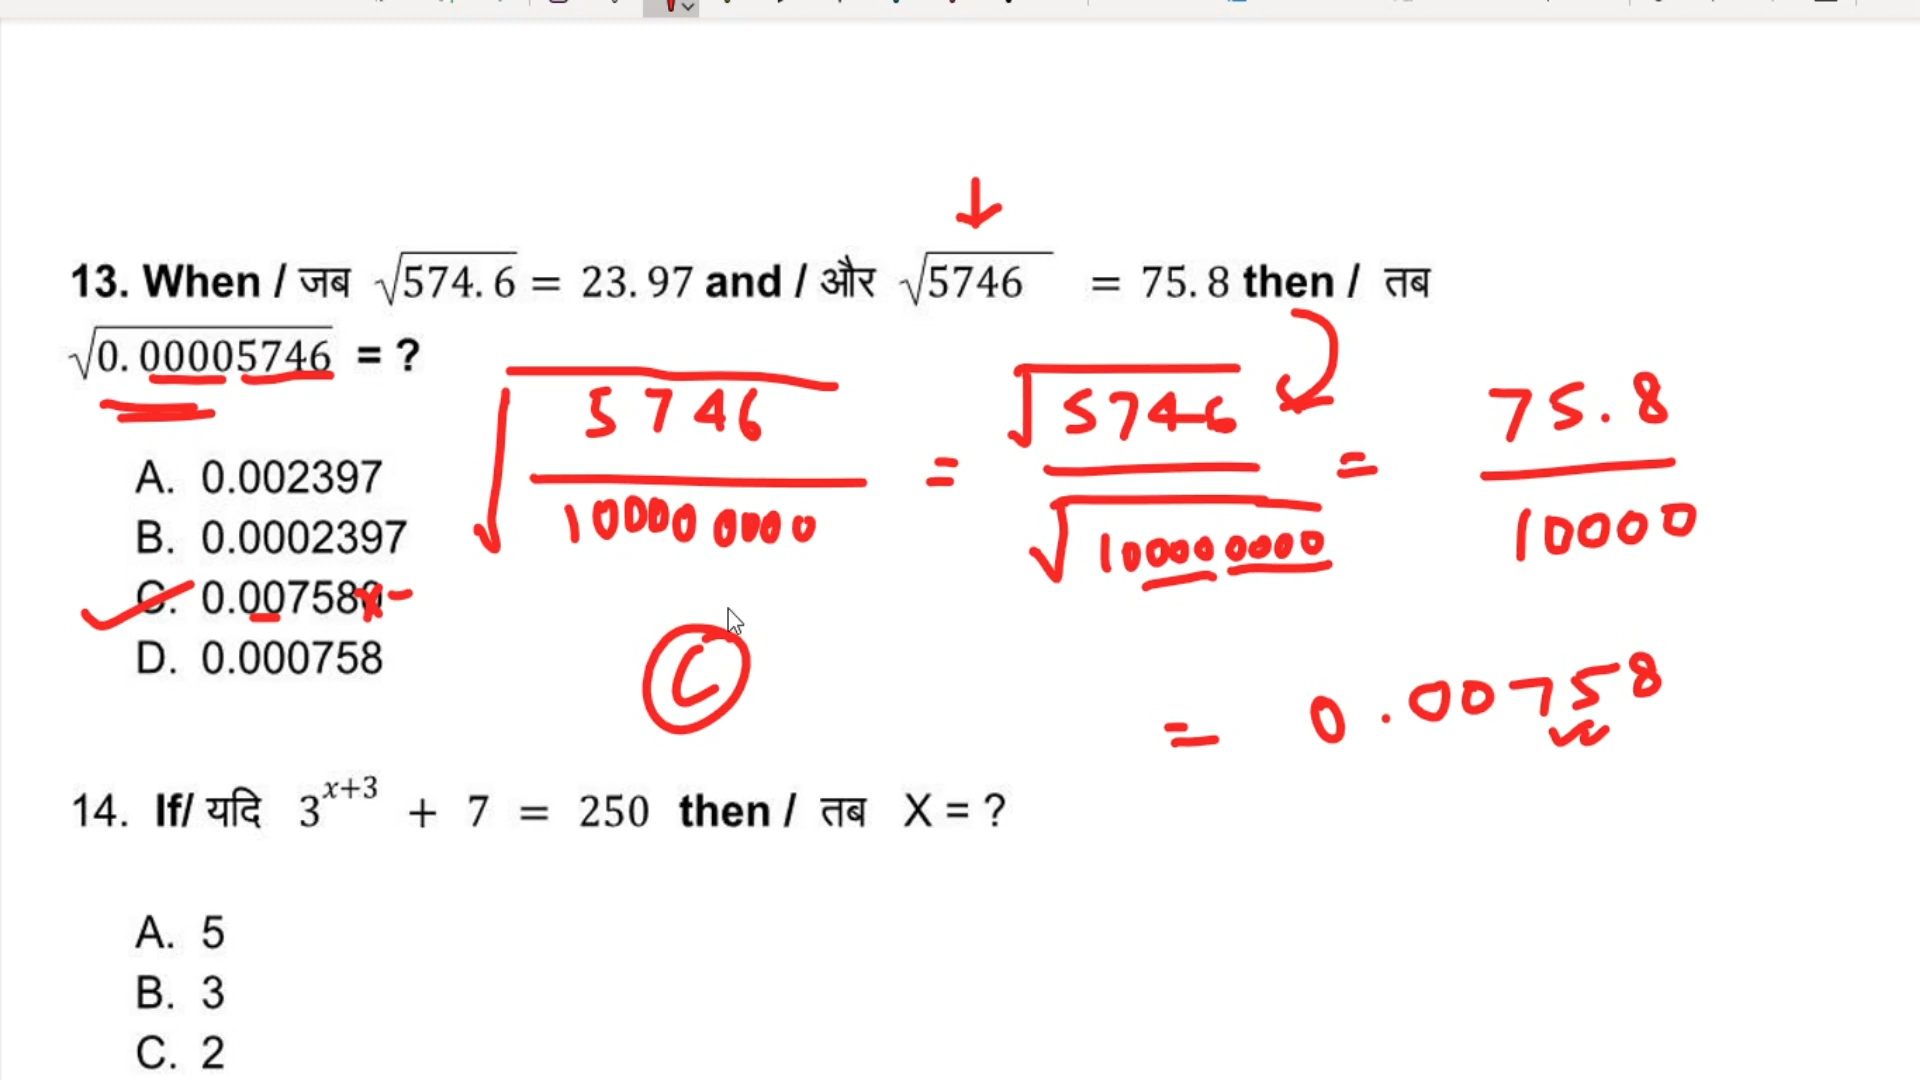 13. When / जब √574.6 = 23.97 and / और √5746 = 75.8 then / तब
√0.00005746 = ?
√5746/100000000 = √5746/√100000000 = 75.8/10000
A. 0.002397
B. 0.0002397
C. 0.00758
D. 0.000758
C
= 0.00758
14. If/ यदि 3^{x+3} + 7 = 250 then / तब X = ?
A. 5
B. 3
C. 2